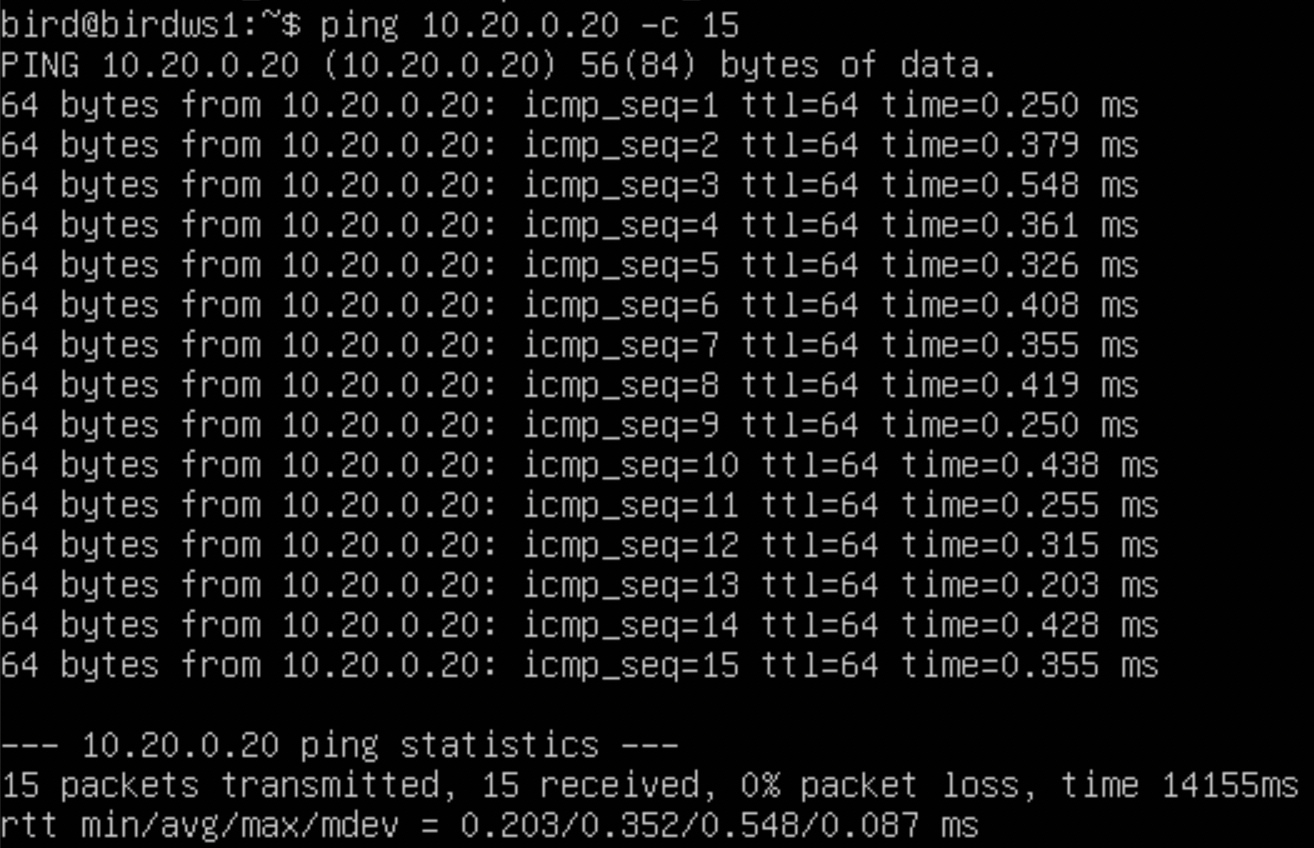 bird@birdws1:~$ ping 10.20.0.20 -c 15
PING 10.20.0.20 (10.20.0.20) 56(84) bytes of data.
64 bytes from 10.20.0.20: icmp_seq=1 ttl=64 time=0.250 ms
64 bytes from 10.20.0.20: icmp_seq=2 ttl=64 time=0.379 ms
64 bytes from 10.20.0.20: icmp_seq=3 ttl=64 time=0.548 ms
64 bytes from 10.20.0.20: icmp_seq=4 ttl=64 time=0.361 ms
64 bytes from 10.20.0.20: icmp_seq=5 ttl=64 time=0.326 ms
64 bytes from 10.20.0.20: icmp_seq=6 ttl=64 time=0.408 ms
64 bytes from 10.20.0.20: icmp_seq=7 ttl=64 time=0.355 ms
64 bytes from 10.20.0.20: icmp_seq=8 ttl=64 time=0.419 ms
64 bytes from 10.20.0.20: icmp_seq=9 ttl=64 time=0.250 ms
64 bytes from 10.20.0.20: icmp_seq=10 ttl=64 time=0.438 ms
64 bytes from 10.20.0.20: icmp_seq=11 ttl=64 time=0.255 ms
64 bytes from 10.20.0.20: icmp_seq=12 ttl=64 time=0.315 ms
64 bytes from 10.20.0.20: icmp_seq=13 ttl=64 time=0.203 ms
64 bytes from 10.20.0.20: icmp_seq=14 ttl=64 time=0.428 ms
64 bytes from 10.20.0.20: icmp_seq=15 ttl=64 time=0.355 ms
--- 10.20.0.20 ping statistics ---
15 packets transmitted, 15 received, 0% packet loss, time 14155ms
rtt min/avg/max/mdev = 0.203/0.352/0.548/0.087 ms